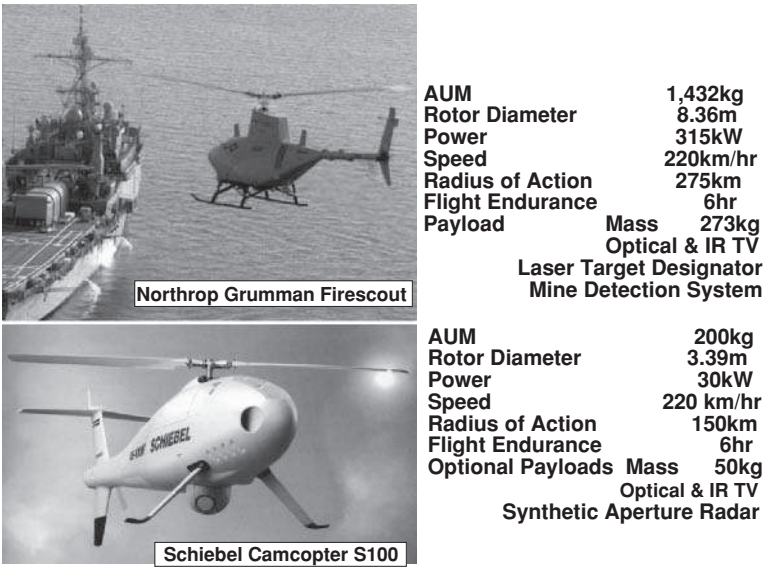 AUM 1,432kg
Rotor Diameter 8.36m
Power 315kW
Speed 220km/hr
Radius of Action 275km
Flight Endurance 6hr
Payload Mass 273kg
Optical & IR TV
Laser Target Designator
Mine Detection System
Northrop Grumman Firescout
AUM 200kg
Rotor Diameter 3.39m
Power 30kW
Speed 220 km/hr
Radius of Action 150km
Flight Endurance 6hr
Optional Payloads Mass 50kg
Optical & IR TV
Synthetic Aperture Radar
SCHIEBEL
Schiebel Camcopter S100